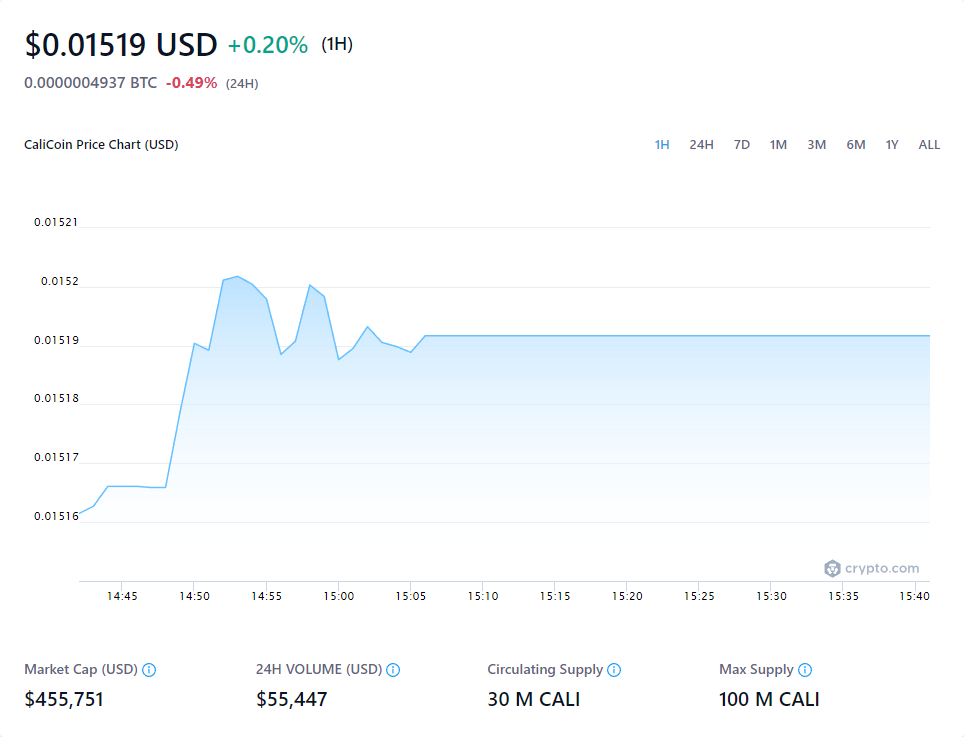 $0.01519 USD +0.20% (1H)
0.0000004937 BTC -0.49% (24H)
CaliCoin Price Chart (USD) 1H 24H 7D 1M 3M 6M 1Y ALL
0.01521
0.0152
0.01519
0.01518
0.01517
0.01516
crypto.com
14:45 14:50 14:55 15:00 15:05 15:10 15:15 15:20 15:25 15:30 15:35 15:40
Market Cap (USD) 24H VOLUME (USD) Circulating Supply Max Supply
$455,751 $55,447 30 M CALI 100 M CALI